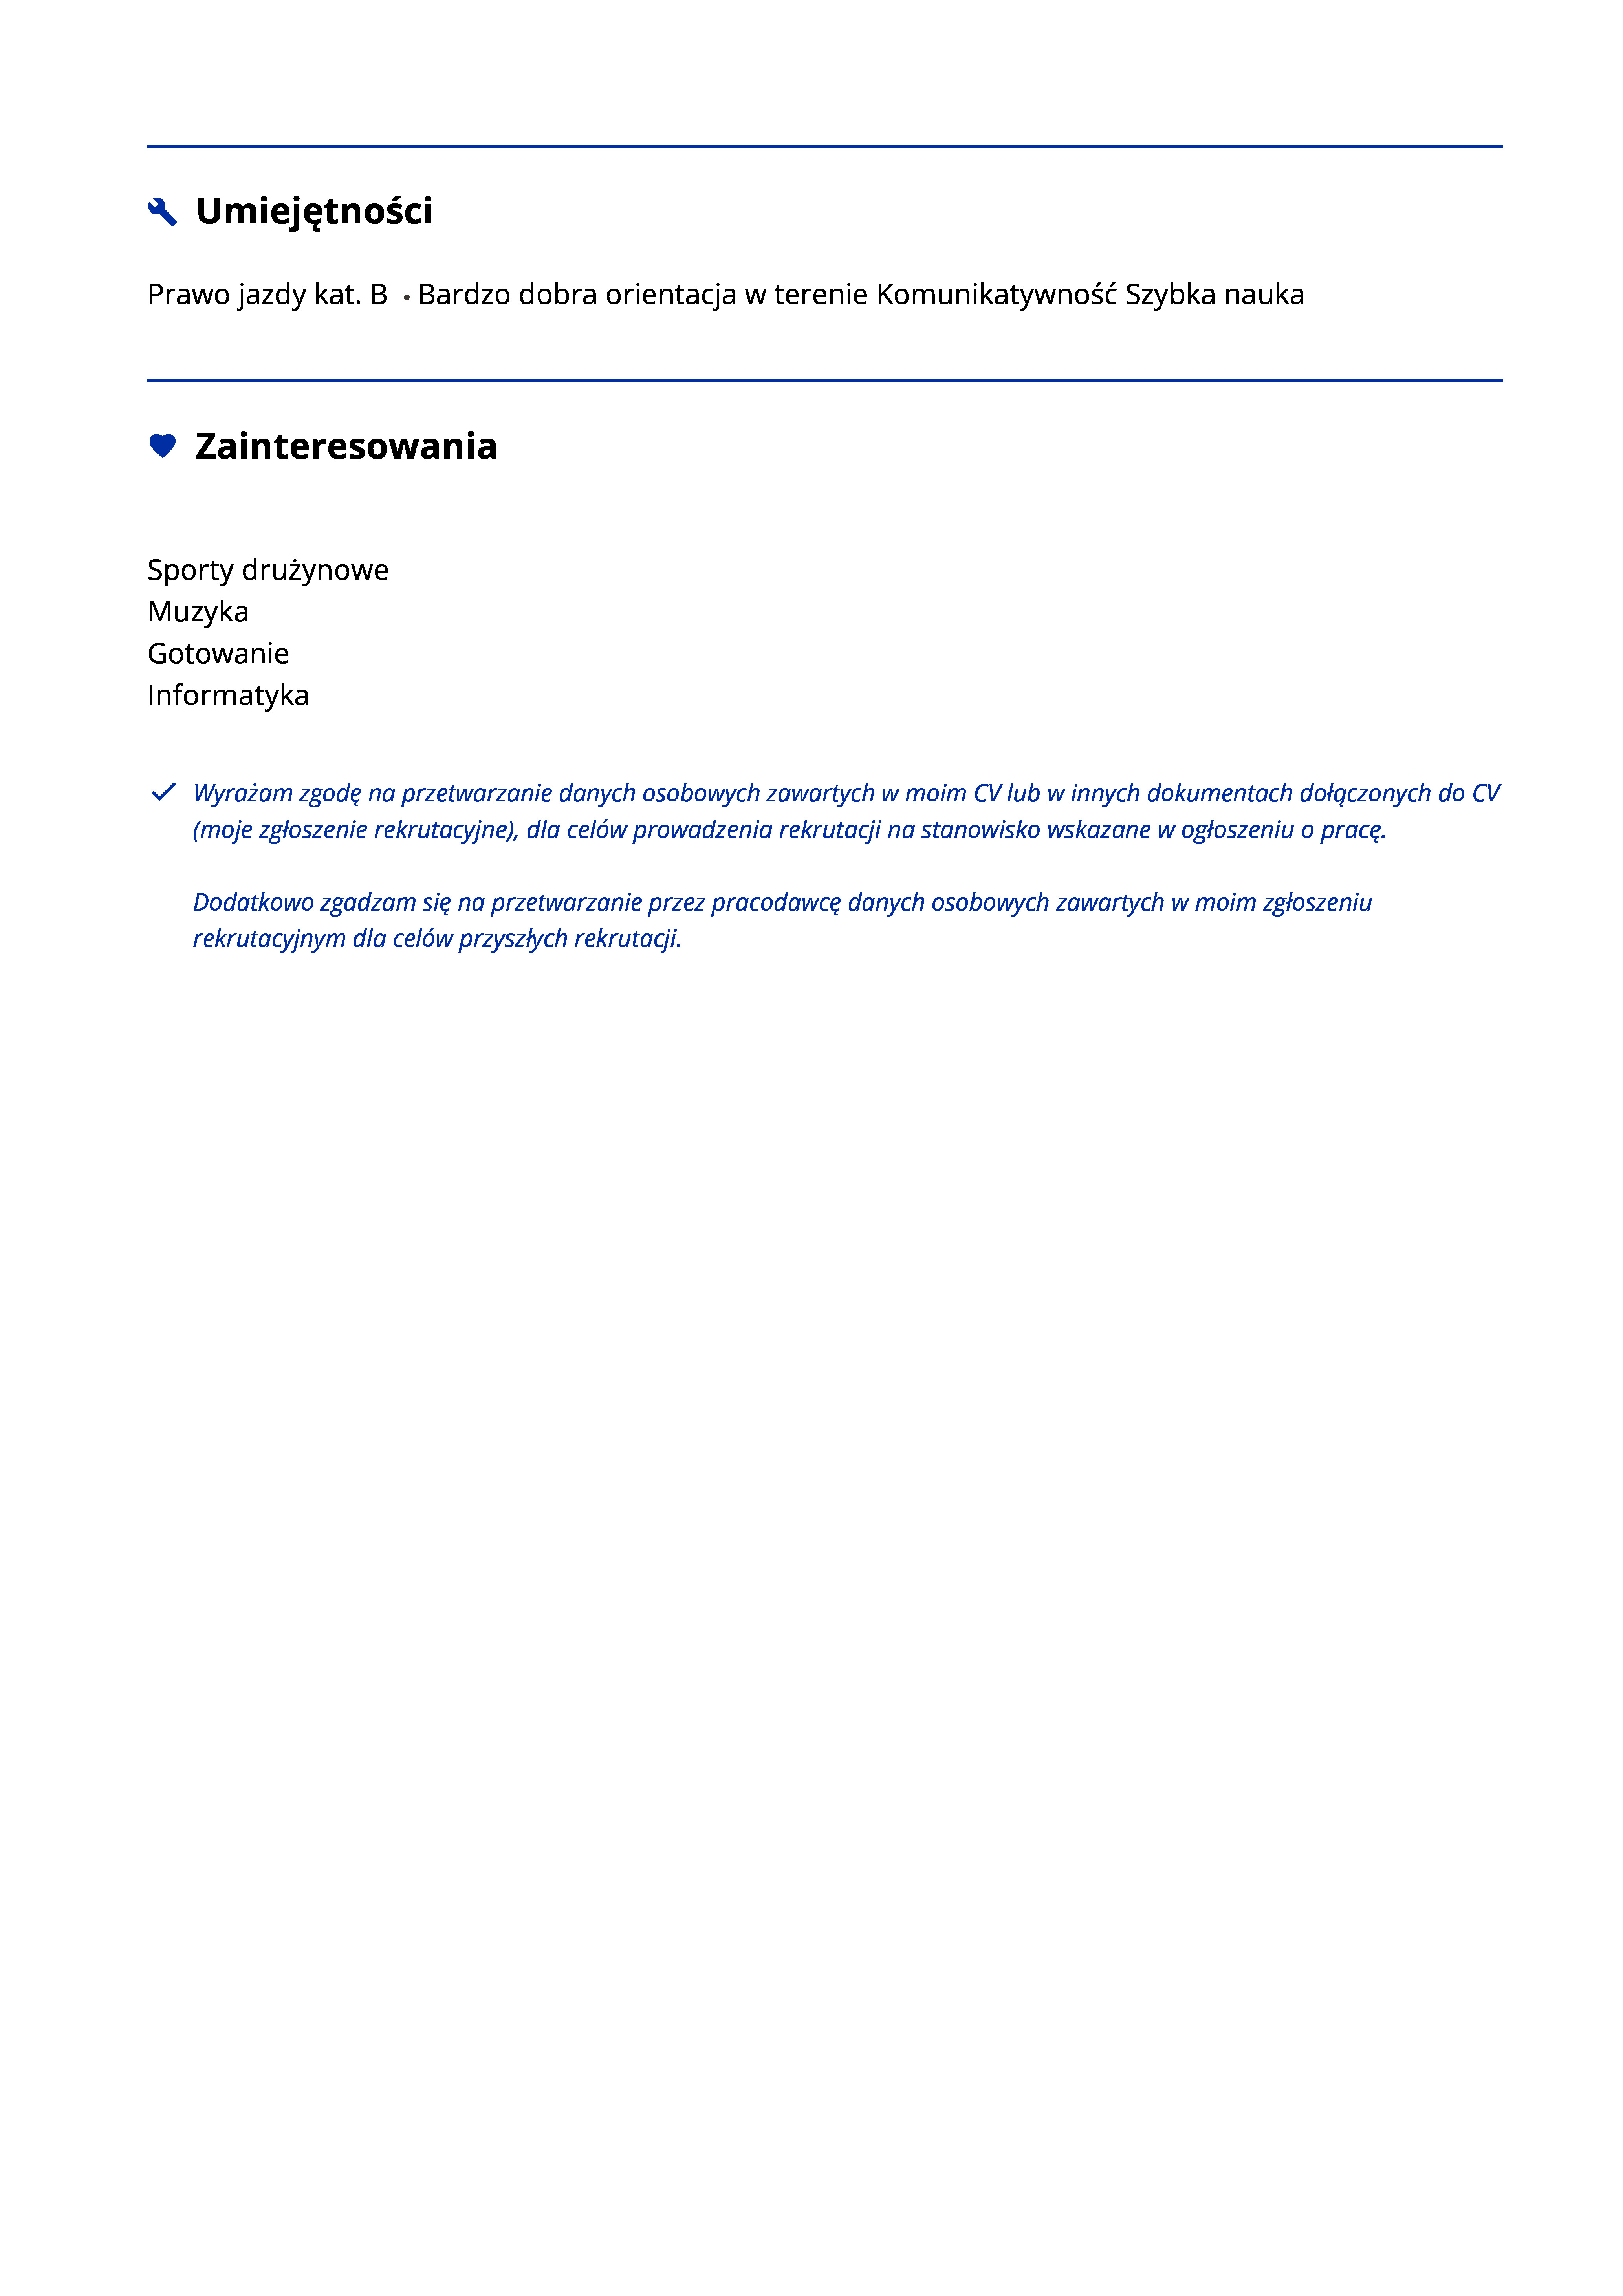 Umiejętności
Prawo jazdy kat. B • Bardzo dobra orientacja w terenie Komunikatywność Szybka nauka
Zainteresowania
Sporty drużynowe
Muzyka
Gotowanie
Informatyka
Wyrażam zgodę na przetwarzanie danych osobowych zawartych w moim CV lub w innych dokumentach dołączonych do CV
(moje zgłoszenie rekrutacyjne), dla celów prowadzenia rekrutacji na stanowisko wskazane w ogłoszeniu o pracę.
Dodatkowo zgadzam się na przetwarzanie przez pracodawcę danych osobowych zawartych w moim zgłoszeniu
rekrutacyjnym dla celów przyszłych rekrutacji.